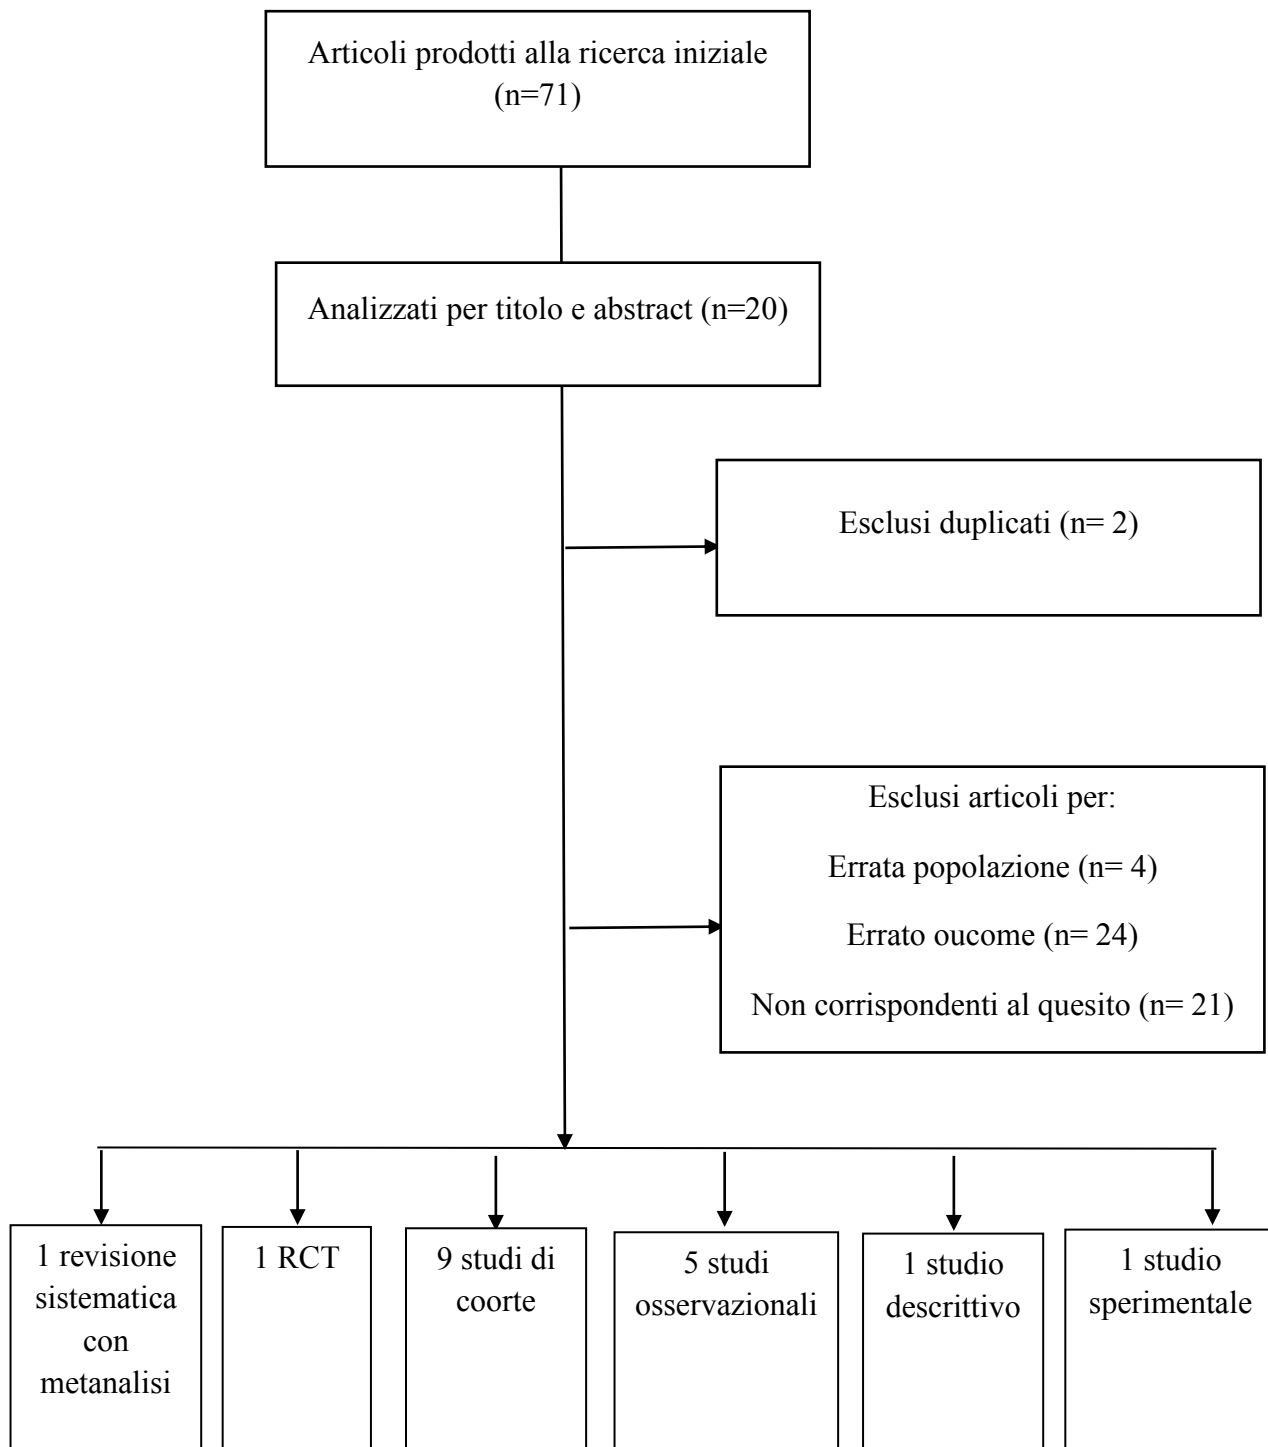 Articoli prodotti alla ricerca iniziale
(n=71)
Analizzati per titolo e abstract (n=20)
Esclusi duplicati (n= 2)
Esclusi articoli per:
Errata popolazione (n= 4)
Errato oucome (n= 24)
Non corrispondenti al quesito (n= 21)
1 revisione
sistematica
con
metanalisi
1 RCT
9 studi di
coorte
5 studi
osservazionali
1 studio
descrittivo
1 studio
sperimentale